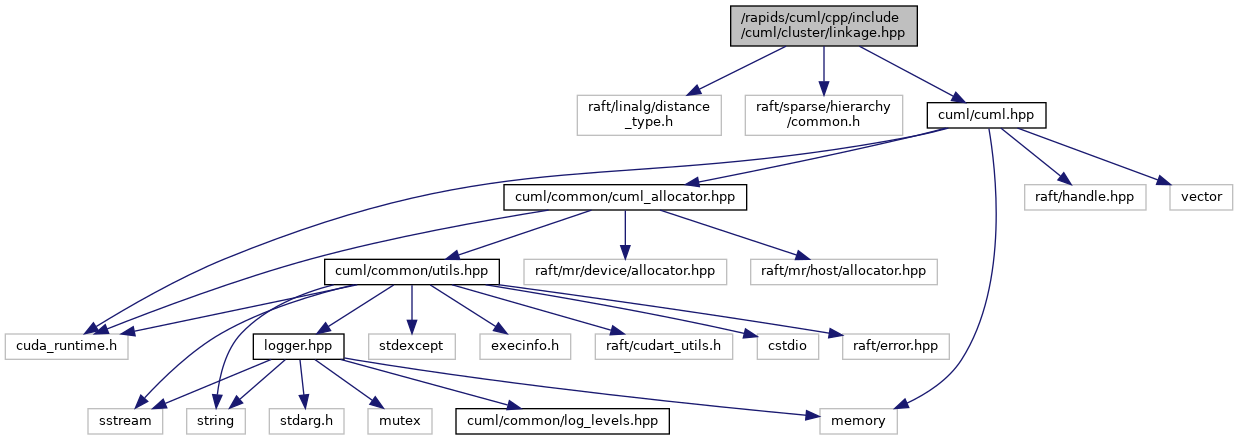 /rapids/cuml/cpp/include
/cuml/cluster/linkage.hpp
raft/linalg/distance
_type.h
raft/sparse/hierarchy
/common.h
cuml/cuml.hpp
cuml/common/cuml_allocator.hpp
raft/handle.hpp
vector
cuml/common/utils.hpp
raft/mr/device/allocator.hpp
raft/mr/host/allocator.hpp
cuda_runtime.h
logger.hpp
stdexcept
execinfo.h
raft/cudart_utils.h
cstdio
raft/error.hpp
sstream
string
stdarg.h
mutex
cuml/common/log_levels.hpp
memory